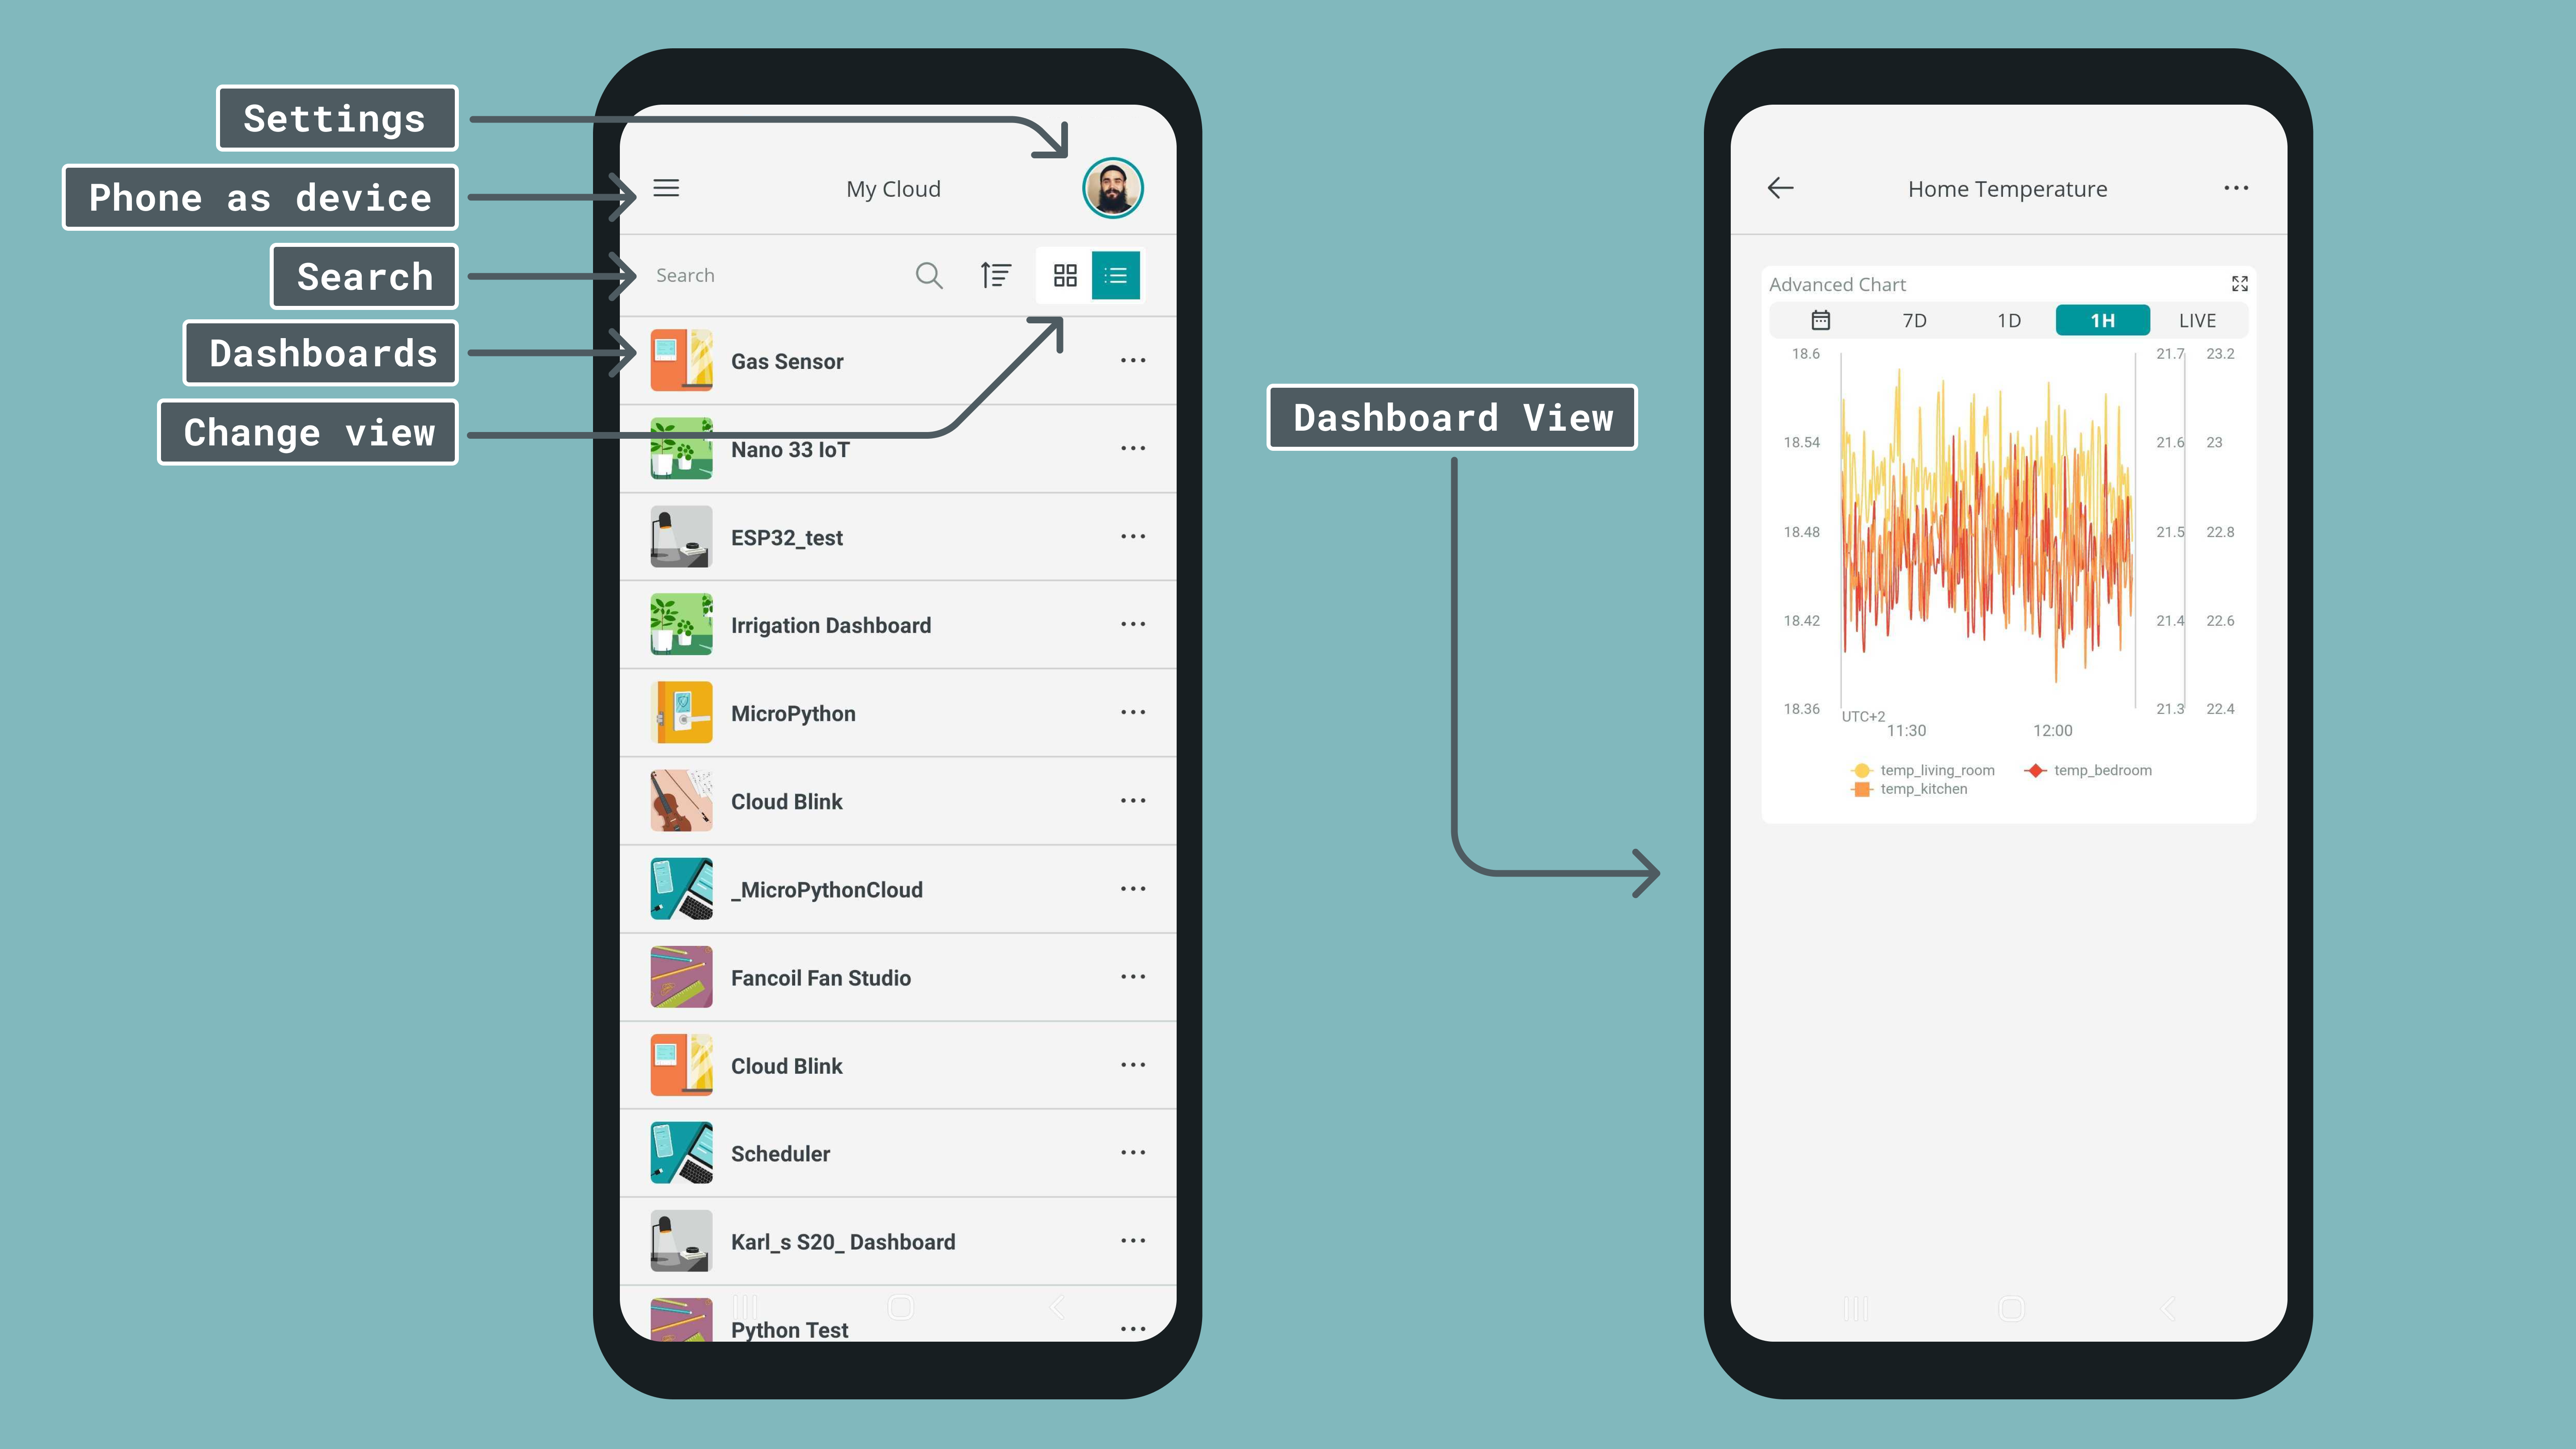 Settings
Phone as device
Search
Dashboards
Change view
My Cloud
Search
Gas Sensor
Nano 33 IoT
ESP32_test
Irrigation Dashboard
MicroPython
Cloud Blink
_MicroPythonCloud
Fancoil Fan Studio
Cloud Blink
Scheduler
Karl_s S20_ Dashboard
Python Test
Dashboard View
Home Temperature
Advanced Chart
7D 1D 1H LIVE
18.6 21.7 23.2
18.54 21.6 23
18.48 21.5 22.8
18.42 21.4 22.6
18.36 21.3 22.4
UTC+2
11:30 12:00
temp_living_room temp_bedroom
temp_kitchen